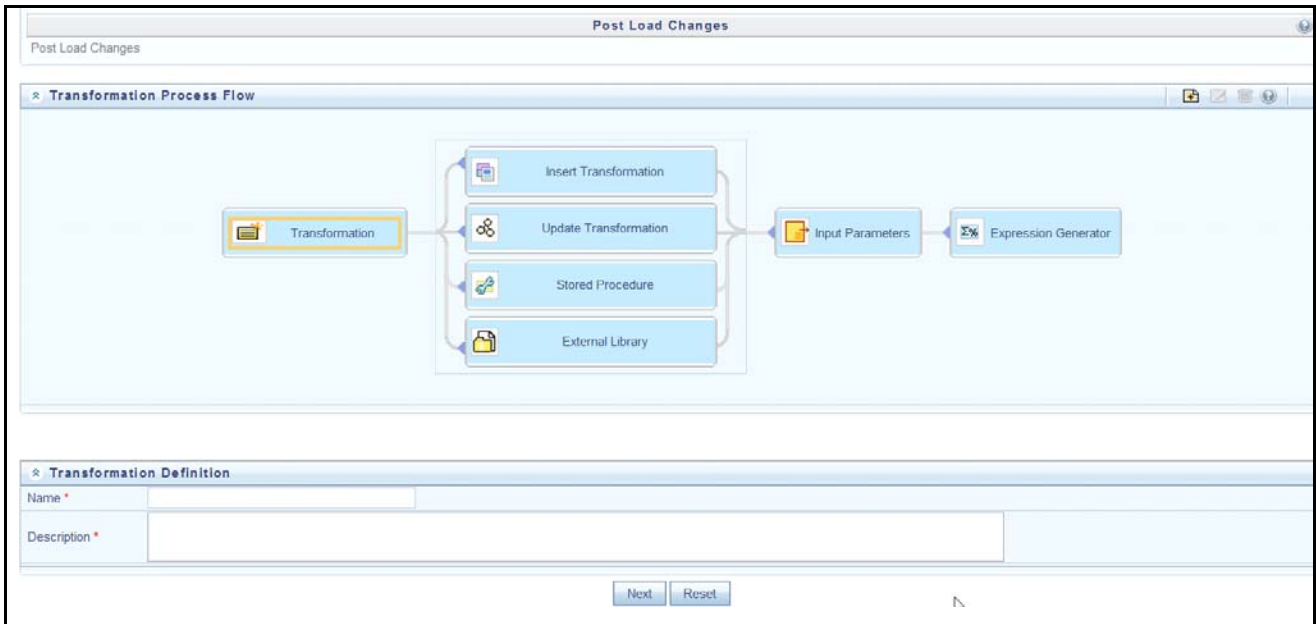 Post Load Changes
Post Load Changes
Transformation Process Flow
Transformation
Insert Transformation
Update Transformation
Stored Procedure
External Library
Input Parameters
Σ% Expression Generator
Transformation Definition
Name *
Description *
Next Reset